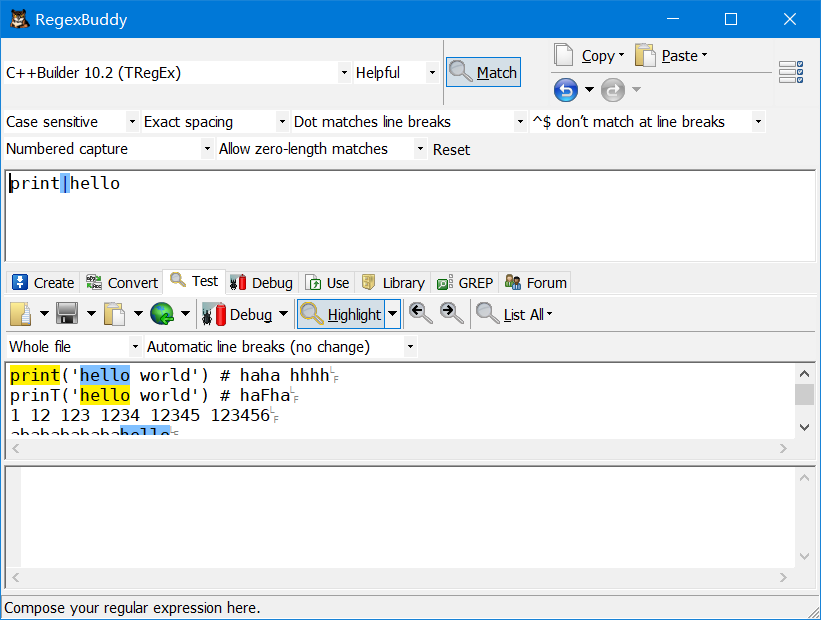 RegexBuddy
C++Builder 10.2 (TRegEx) Helpful Match Copy Paste
Case sensitive Exact spacing Dot matches line breaks ^$ don't match at line breaks
Numbered capture Allow zero-length matches Reset
print|hello
Create Convert Test Debug Use Library GREP Forum
Debug Highlight List All
Whole file Automatic line breaks (no change)
print('hello world') # haha hhhh
prinT('hello world') # haFha
1 12 123 1234 12345 123456
Compose your regular expression here.